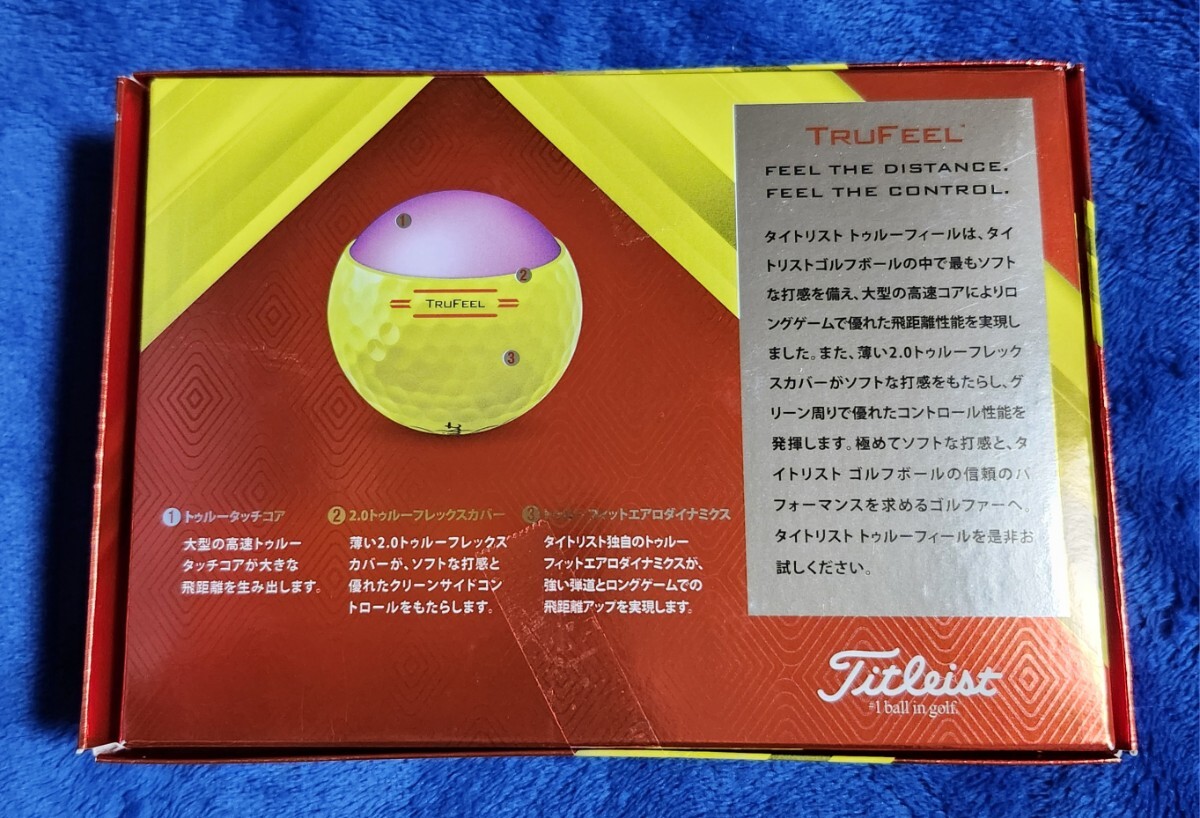 TRUFEEL™
FEEL THE DISTANCE.
FEEL THE CONTROL.
タイトリスト トゥルーフィールは、タイ
トリストゴルフボールの中で最もソフト
な打感を備え、大型の高速コアによりロ
ングゲームで優れた飛距離性能を実現し
ました。また、薄い2.0トゥルーフレック
スカバーがソフトな打感をもたらし、グ
リーン周りで優れたコントロール性能を
発揮します。極めてソフトな打感と、タ
イトリスト ゴルフボールの信頼のパ
フォーマンスを求めるゴルファーへ。
タイトリスト トゥルーフィールを是非お
試しください。
1
2
TRUFEEL
3
1 トゥルータッチコア
大型の高速トゥルー
タッチコアが大きな
飛距離を生み出します。
2 2.0トゥルーフレックスカバー
薄い2.0トゥルーフレックス
カバーが、ソフトな打感と
優れたグリーンサイドコン
トロールをもたらします。
3 フィットエアロダイナミクス
タイトリスト独自のトゥルー
フィットエアロダイナミクスが、
強い弾道とロングゲームでの
飛距離アップを実現します。
Titleist
#1 ball in golf.